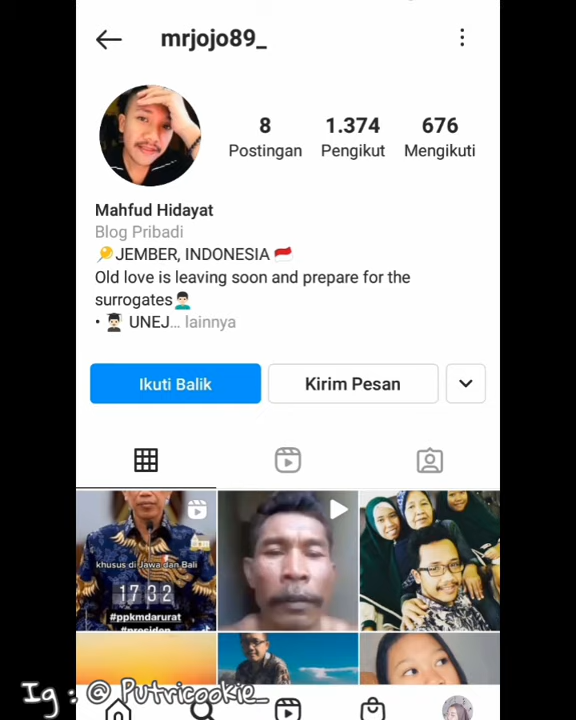 mrjojo89_
8 1.374 676
Postingan Pengikut Mengikuti
Mahfud Hidayat
Blog Pribadi
JEMBER, INDONESIA
Old love is leaving soon and prepare for the
surrogates
• UNEJ... lainnya
Ikuti Balik Kirim Pesan
khusus di Jawa dan Bali
17 32
#ppkmdarurat
#presiden
Ig : @ Putricookie_